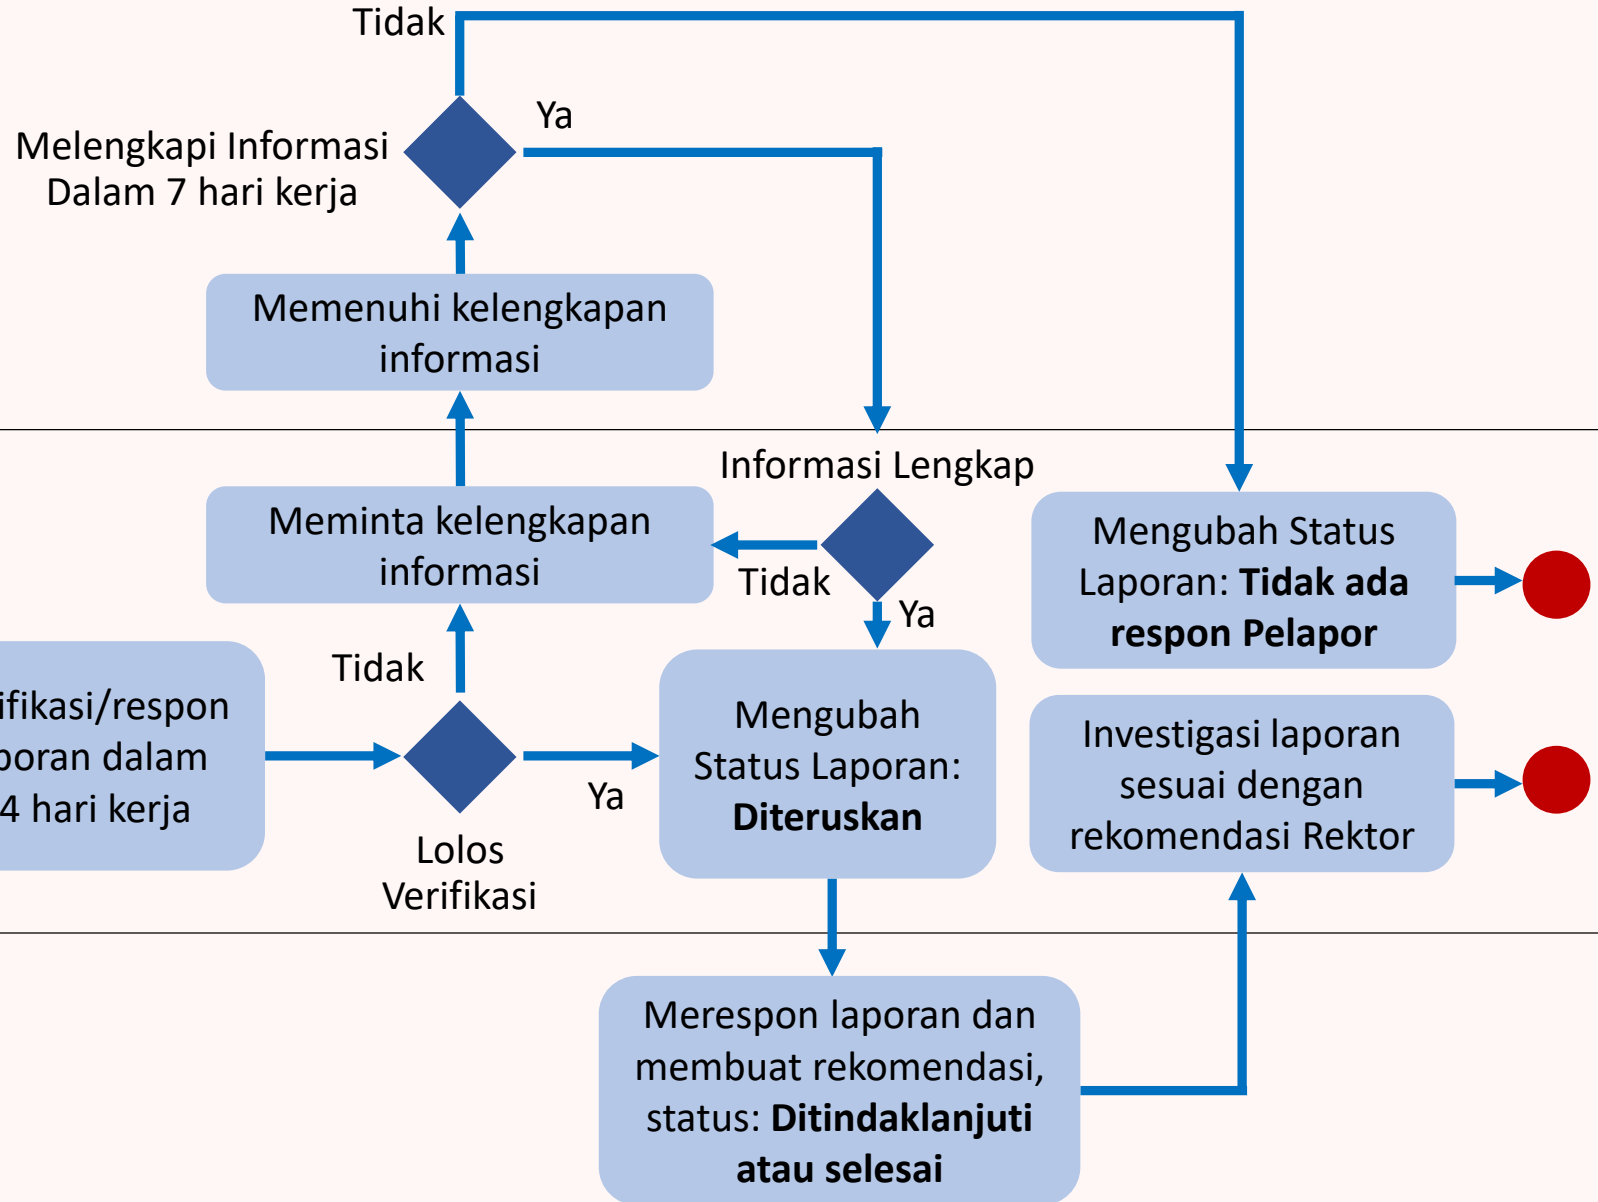 Tidak
Ya
Melengkapi Informasi
Dalam 7 hari kerja
Memenuhi kelengkapan
informasi
Informasi Lengkap
Meminta kelengkapan
informasi
Tidak
Ya
Mengubah Status
Laporan: Tidak ada
respon Pelapor
Tidak
ifikasi/respon
poran dalam
4 hari kerja
Ya
Lolos
Verifikasi
Mengubah
Status Laporan:
Diteruskan
Investigasi laporan
sesuai dengan
rekomendasi Rektor
Merespon laporan dan
membuat rekomendasi,
status: Ditindaklanjuti
atau selesai